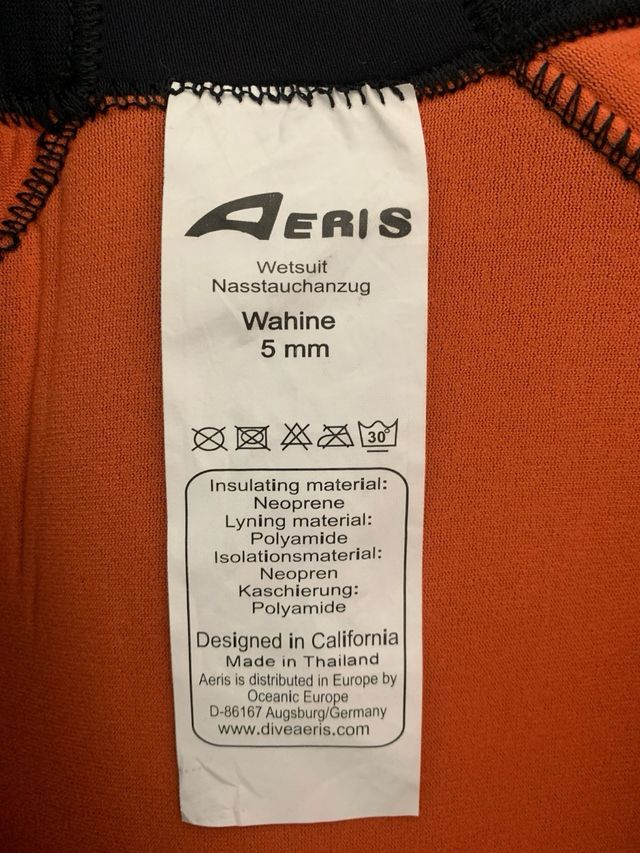 AERIS
Wetsuit
Nasstauchanzug
Wahine
5 mm
30°
Insulating material:
Neoprene
Lyning material:
Polyamide
Isolationsmaterial:
Neopren
Kaschierung:
Polyamide
Designed in California
Made in Thailand
Aeris is distributed in Europe by
Oceanic Europe
D-86167 Augsburg/Germany
www.diveaeris.com